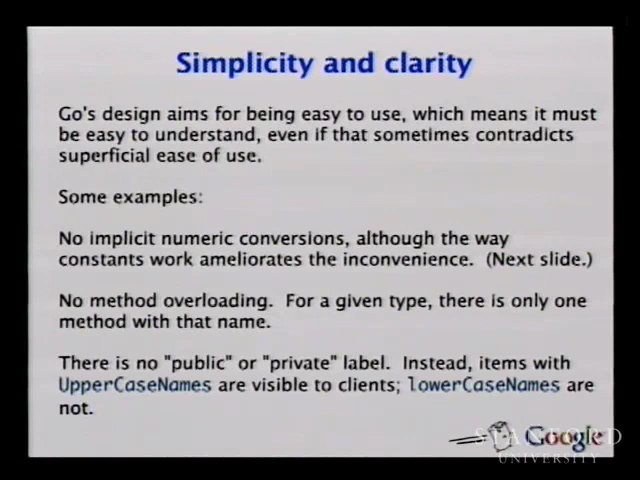 Simplicity and clarity
Go's design aims for being easy to use, which means it must
be easy to understand, even if that sometimes contradicts
superficial ease of use.
Some examples:
No implicit numeric conversions, although the way
constants work ameliorates the inconvenience. (Next slide.)
No method overloading. For a given type, there is only one
method with that name.
There is no "public" or "private" label. Instead, items with
UpperCaseNames are visible to clients; lowerCaseNames are
not.
Google
STANFORD
UNIVERSITY